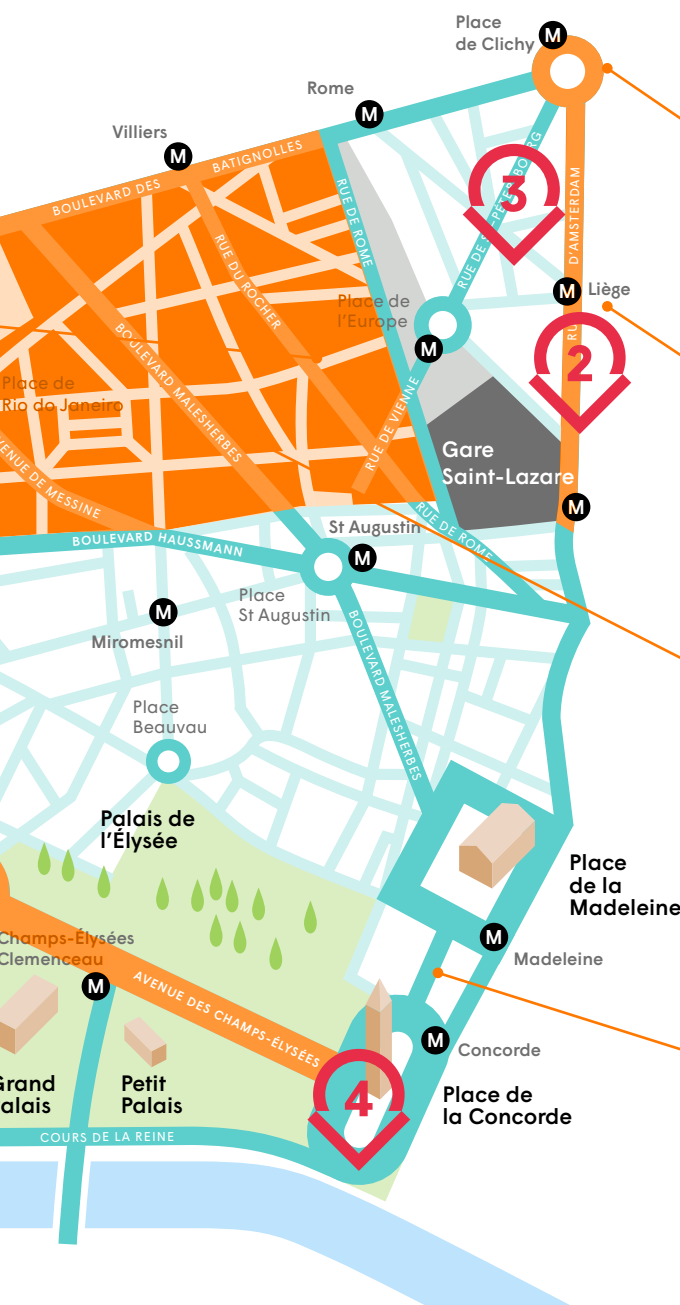 Place
de Clichy
M
Rome
M
Villiers
M
BOULEVARD DES
BATIGNOLLES
RUE DE ROME
3
D'AMSTERDAM
RUE DU ROCHER
M
Liège
Place de
l'Europe
M
2
BOULEVARD MALESHERBES
Place de
Rio do Janeiro
RUE DE VIENNE
Gare
Saint-Lazare
DE MESSINE
M
RUE DE ROME
St Augustin
M
BOULEVARD HAUSSMANN
Place
St Augustin
M
Miromesnil
BOULEVARD MALESHERBES
Place
Beauvau
Palais de
l'Élysée
Place
de la
Madeleine
M
Madeleine
Champs-Élysées
Clemenceau
M
AVENUE DES CHAMPS-ÉLYSÉES
M
Concorde
Grand
Palais
Petit
Palais
4
Place de
la Concorde
COURS DE LA REINE